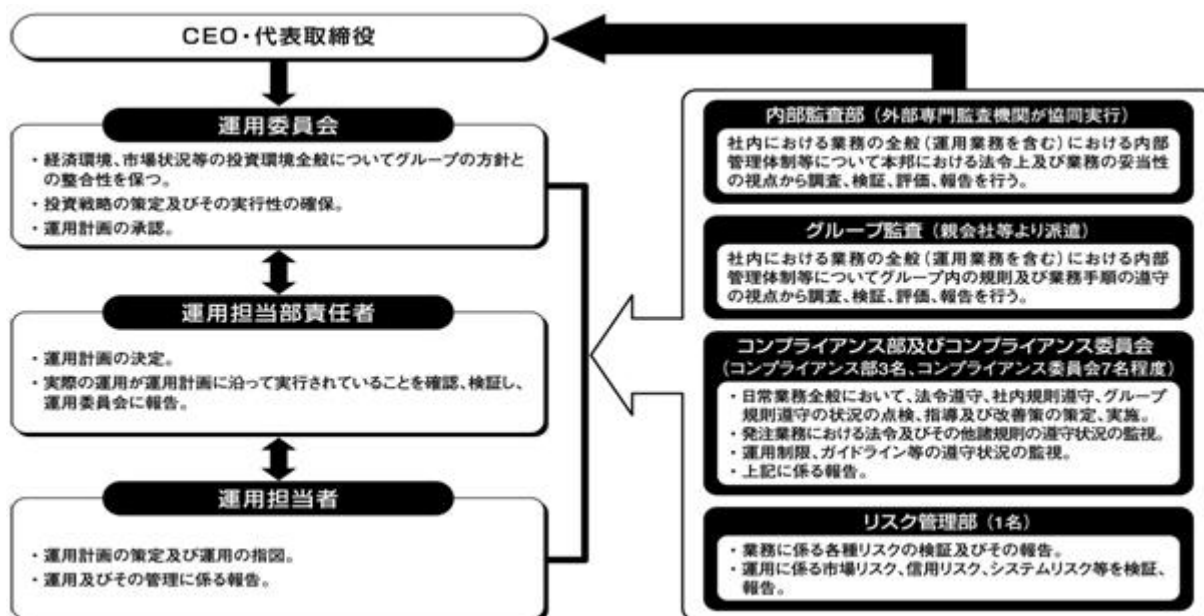 CEO・代表取締役
運用委員会
・経済環境、市場状況等の投資環境全般についてグループの方針と
の整合性を保つ。
・投資戦略の策定及びその実行性の確保。
・運用計画の承認。
運用担当部責任者
・運用計画の決定。
・実際の運用が運用計画に沿って実行されていることを確認、検証し、
運用委員会に報告。
運用担当者
・運用計画の策定及び運用の指図。
・運用及びその管理に係る報告。
内部監査部（外部専門監査機関が協同実行）
社内における業務の全般（運用業務を含む）における内部
管理体制等について本邦における法令上及び業務の妥当性
の視点から調査、検証、評価、報告を行う。
グループ監査（親会社等より派遣）
社内における業務の全般（運用業務を含む）における内部
管理体制等についてグループ内の規則及び業務手順の遵守
の視点から調査、検証、評価、報告を行う。
コンプライアンス部及びコンプライアンス委員会
（コンプライアンス部3名、コンプライアンス委員会7名程度）
・日常業務全般において、法令遵守、社内規則遵守、グループ
規則遵守の状況の点検、指導及び改善策の策定、実施。
・発注業務における法令及びその他諸規則の遵守状況の監視。
・運用制限、ガイドライン等の遵守状況の監視。
・上記に係る報告。
リスク管理部（1名）
・業務に係る各種リスクの検証及びその報告。
・運用に係る市場リスク、信用リスク、システムリスク等を検証、
報告。